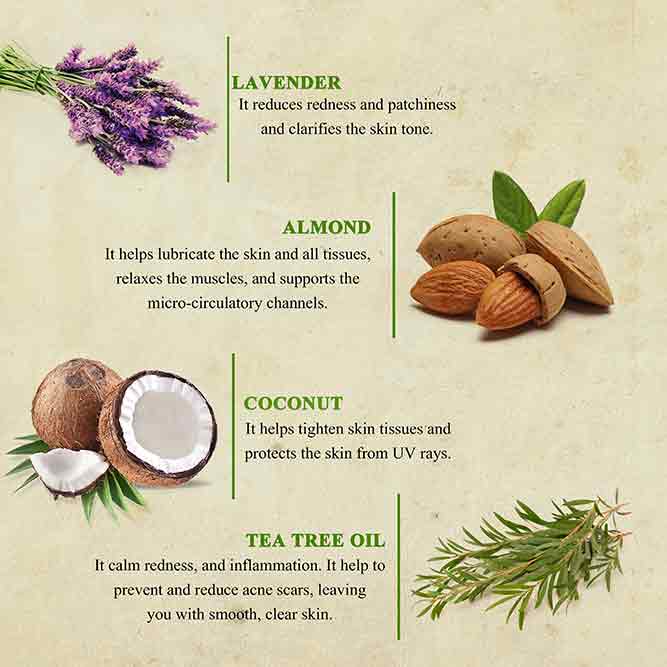 LAVENDER
It reduces redness and patchiness
and clarifies the skin tone.
ALMOND
It helps lubricate the skin and all tissues,
relaxes the muscles, and supports the
micro-circulatory channels.
COCONUT
It helps tighten skin tissues and
protects the skin from UV rays.
TEA TREE OIL
It calm redness, and inflammation. It help to
prevent and reduce acne scars, leaving
you with smooth, clear skin.